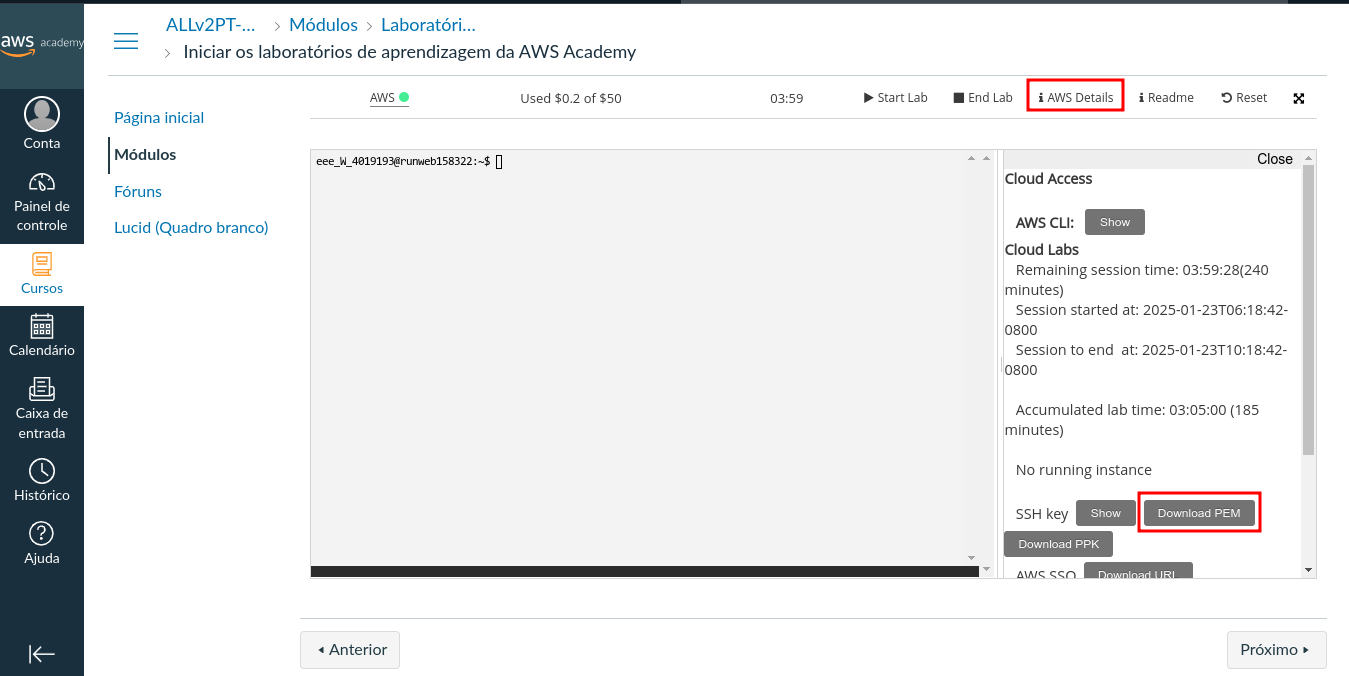 aws academy
Conta
Painel de
controle
Cursos
Calendário
Caixa de
entrada
Histórico
Ajuda
ALLv2PT-... > Módulos > Laboratóri...
> Iniciar os laboratórios de aprendizagem da AWS Academy
Página inicial
Módulos
Fóruns
Lucid (Quadro branco)
AWS Used $0.2 of $50 03:59 Start Lab End Lab AWS Details Readme Reset
eee_W_4019193@runweb158322:~$
Close
Cloud Access
AWS CLI: Show
Cloud Labs
Remaining session time: 03:59:28(240
minutes)
Session started at: 2025-01-23T06:18:42-
0800
Session to end at: 2025-01-23T10:18:42-
0800
Accumulated lab time: 03:05:00 (185
minutes)
No running instance
SSH key Show Download PEM
Download PPK
AWS SSO Download URL
Anterior
Próximo